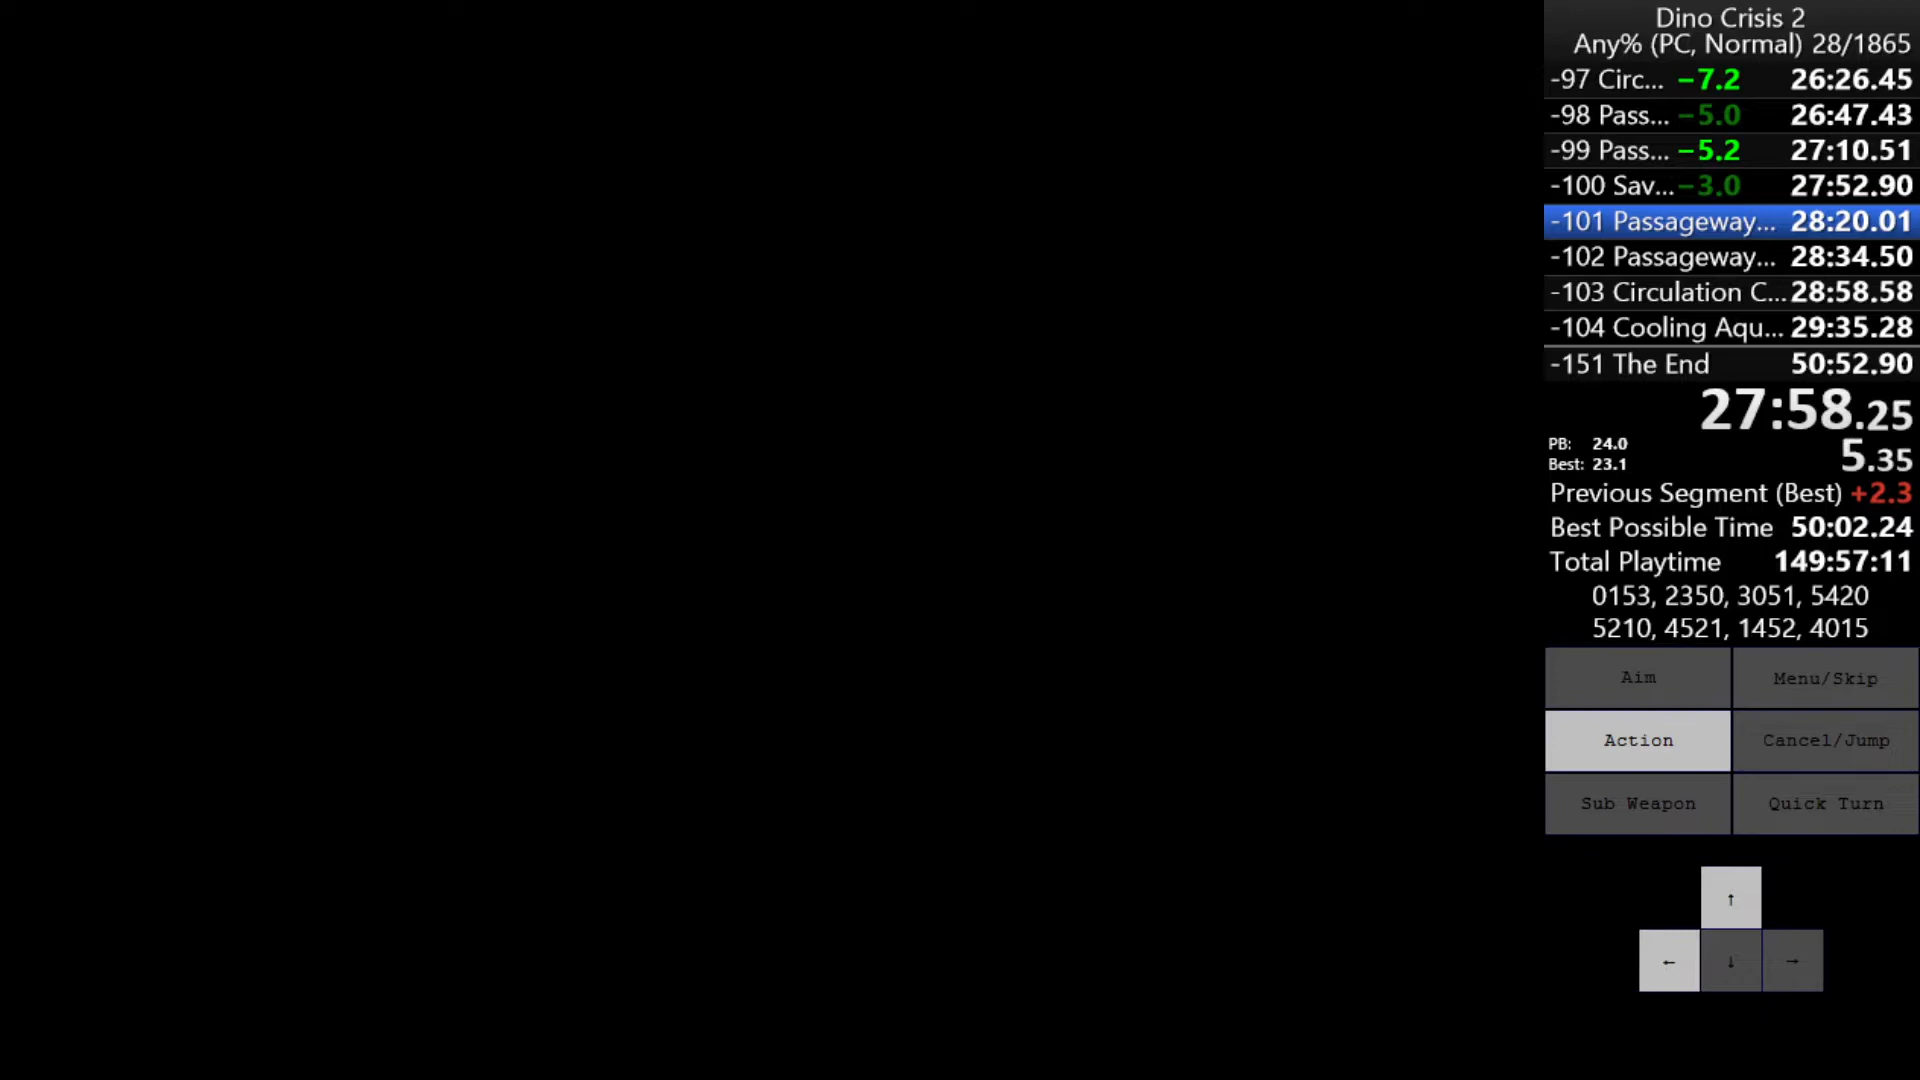 Dino Crisis 2
Any% (PC, Normal) 28/1865
-97 Circ... −7.2 26:26.45
-98 Pass... −5.0 26:47.43
-99 Pass... −5.2 27:10.51
-100 Sav... −3.0 27:52.90
-101 Passageway... 28:20.01
-102 Passageway... 28:34.50
-103 Circulation C... 28:58.58
-104 Cooling Aqu... 29:35.28
-151 The End 50:52.90
27:58.25
PB: 24.0
Best: 23.1
5.35
Previous Segment (Best) +2.3
Best Possible Time 50:02.24
Total Playtime 149:57:11
0153, 2350, 3051, 5420
5210, 4521, 1452, 4015
Aim Menu/Skip
Action Cancel/Jump
Sub Weapon Quick Turn
↑
← ↓ →